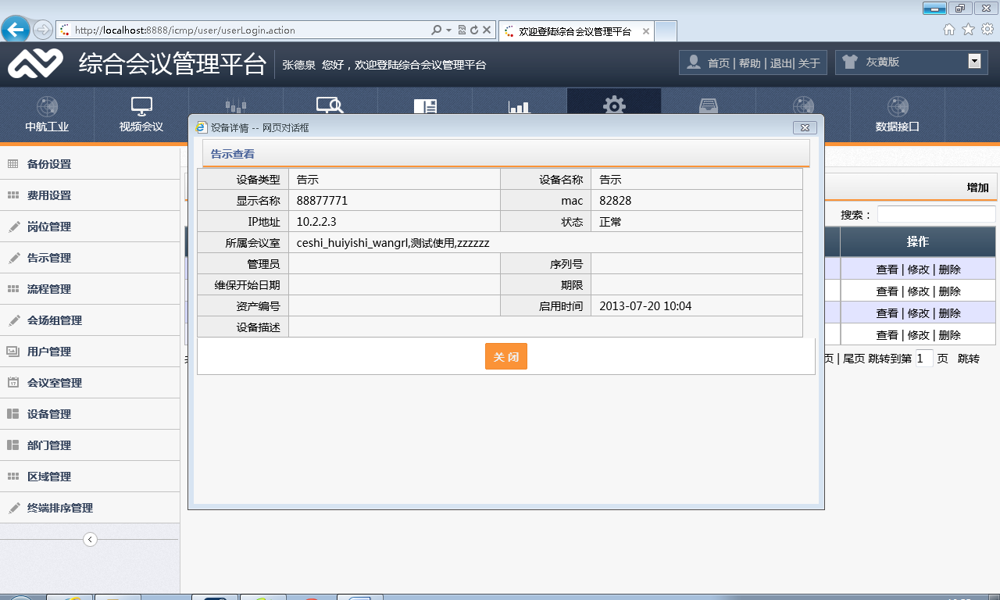 http://localhost:8888/icmp/user/userLogin.action
欢迎登陆综合会议管理平台
综合会议管理平台
张德泉 您好，欢迎登陆综合会议管理平台
首页 | 帮助 | 退出| 关于
灰黄版
中航工业
视频会议
数据接口
备份设置
费用设置
岗位管理
告示管理
流程管理
会场组管理
用户管理
会议室管理
设备管理
部门管理
区域管理
终端排序管理
设备详情 -- 网页对话框
告示查看
设备类型 告示 设备名称 告示
显示名称 88877771 mac 82828
IP地址 10.2.2.3 状态 正常
所属会议室 ceshi_huiyishi_wangrl,测试使用,zzzzzz
管理员 序列号
维保开始日期 期限
资产编号 启用时间 2013-07-20 10:04
设备描述
关 闭
增加
搜索：
操作
查看 | 修改 | 删除
查看 | 修改 | 删除
查看 | 修改 | 删除
查看 | 修改 | 删除
页 | 尾页 跳转到第 1 页 跳转